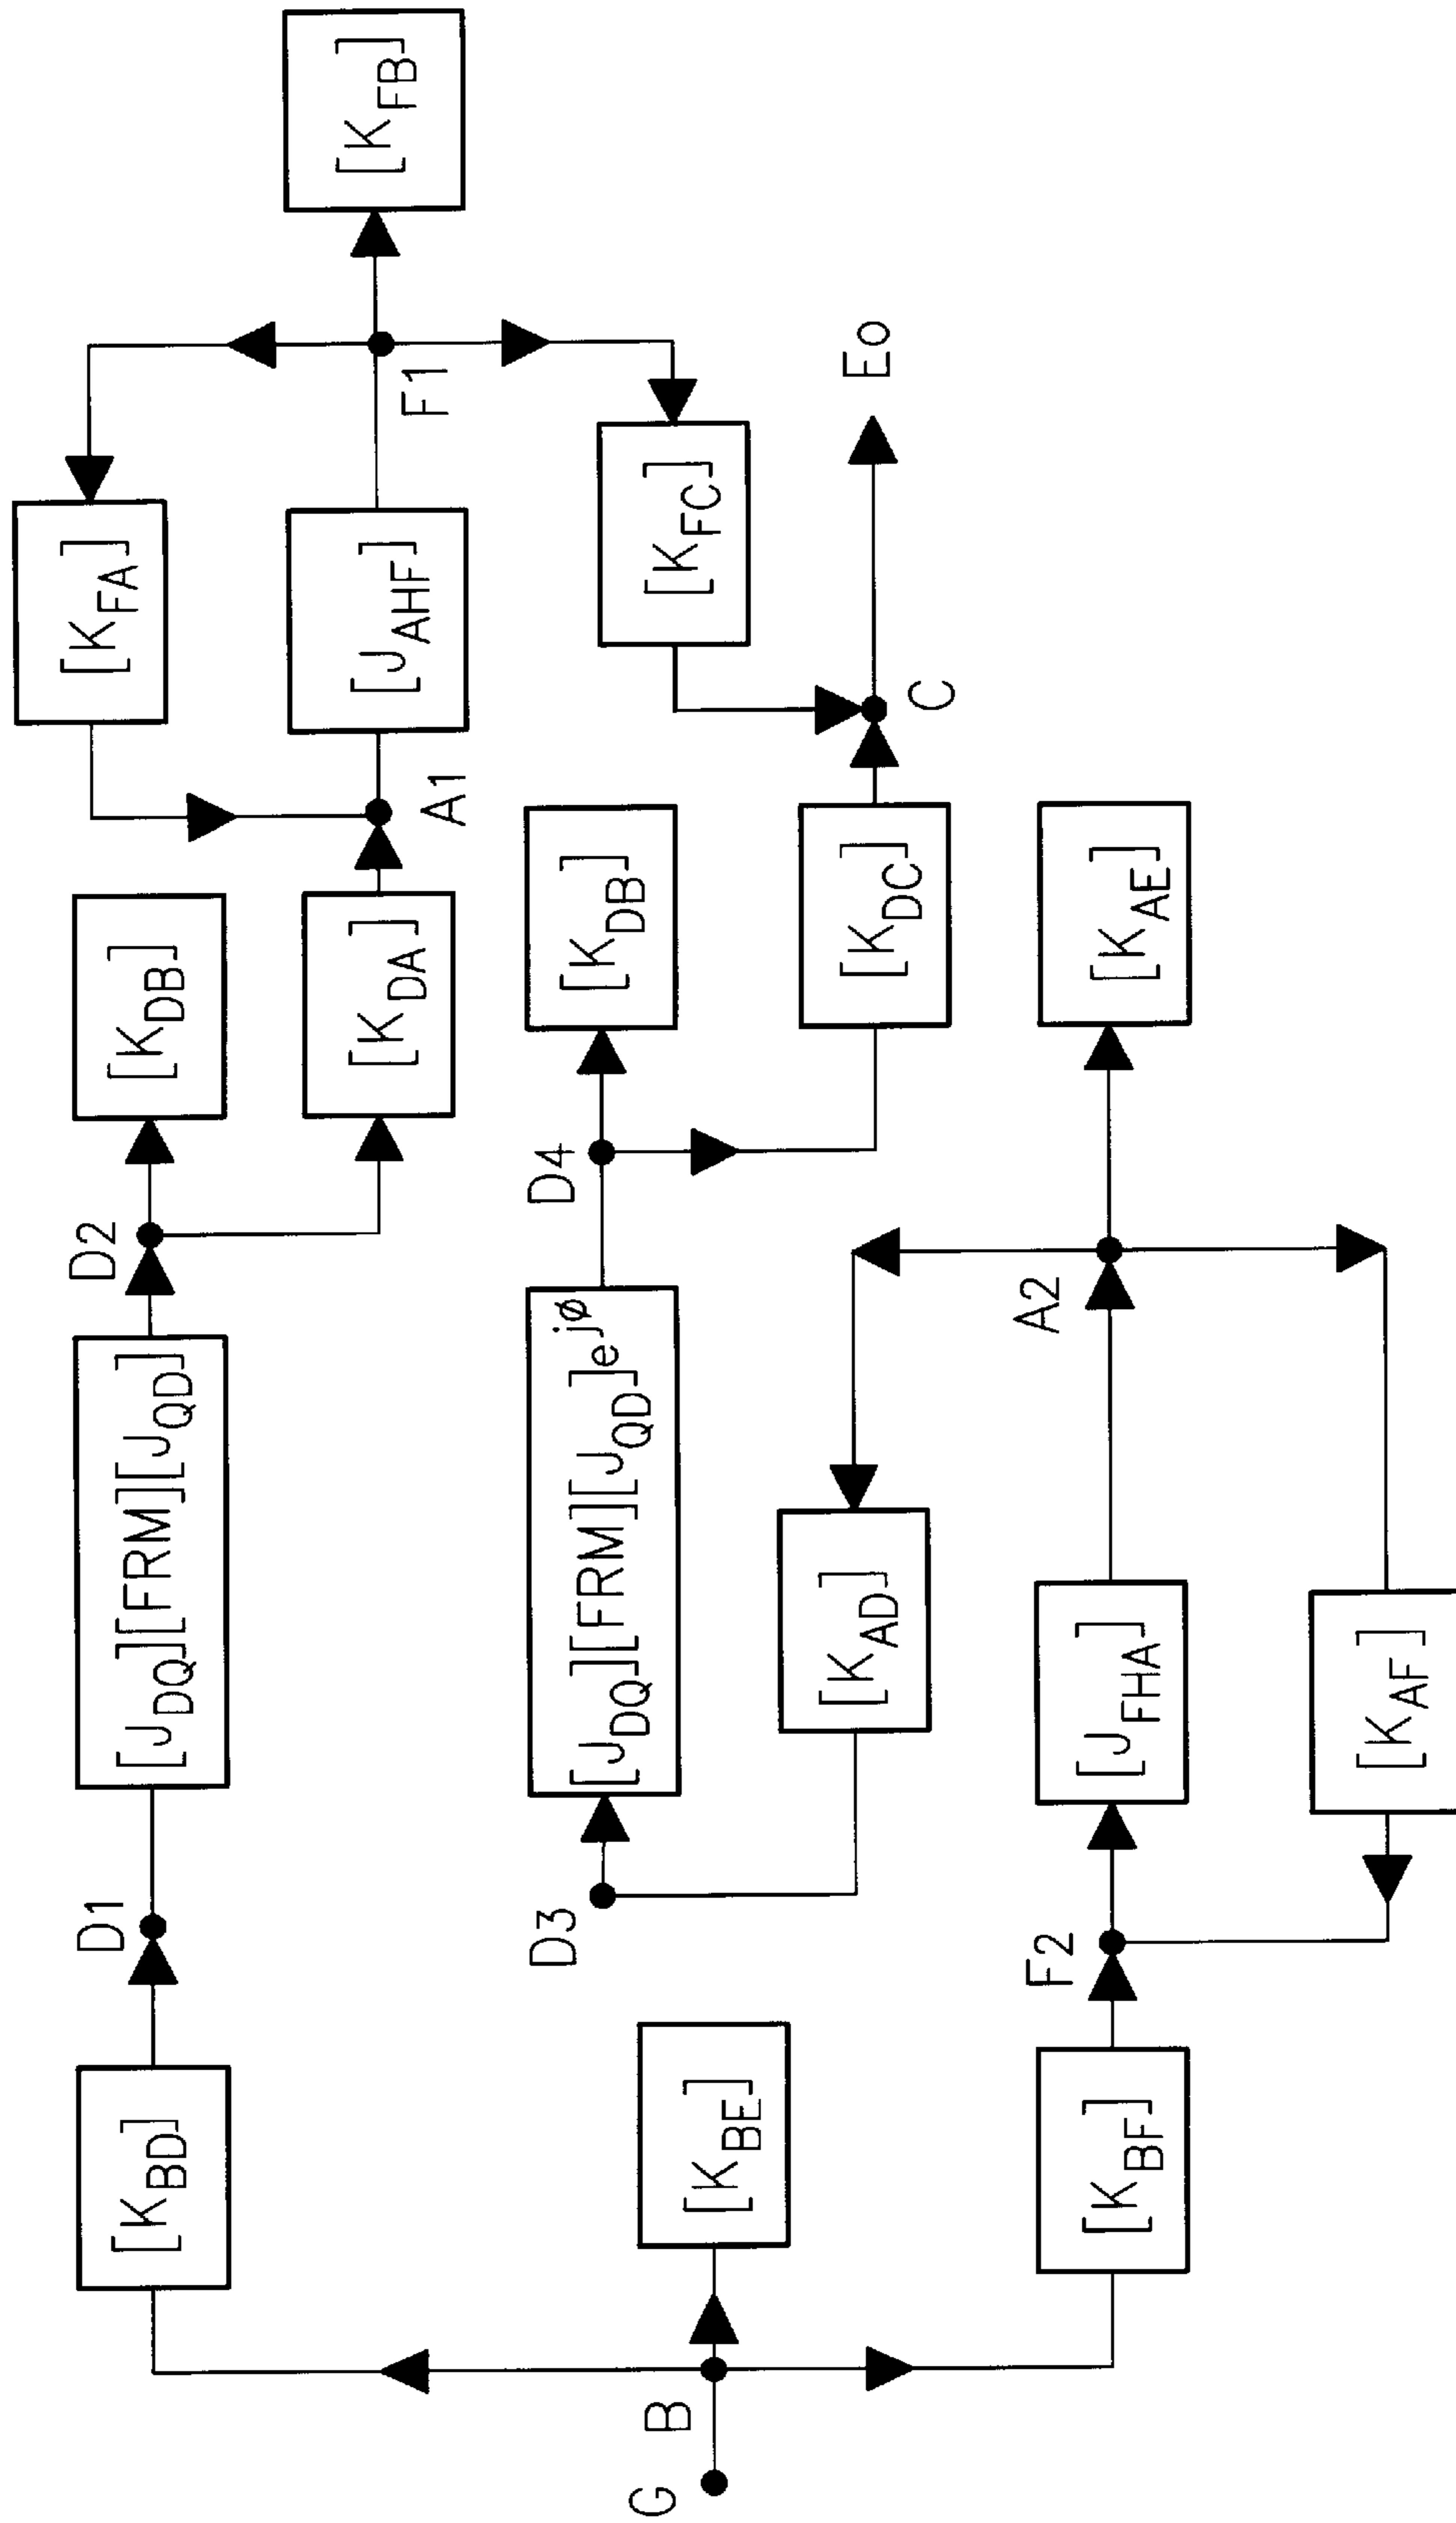 G
B
[K_BD]
[K_BE]
[K_BF]
D1
D3
F2
[J_DQ][FRM][J_QD]
[J_DQ][FRM][J_QD]e^jø
[K_AD]
[J_FHA]
[K_AF]
D2
D4
A2
[K_DB]
[K_DA]
[K_DB]
[K_DC]
[K_AE]
A1
C
[K_FA]
[J_AHF]
[K_FC]
F1
Eo
[K_FB]